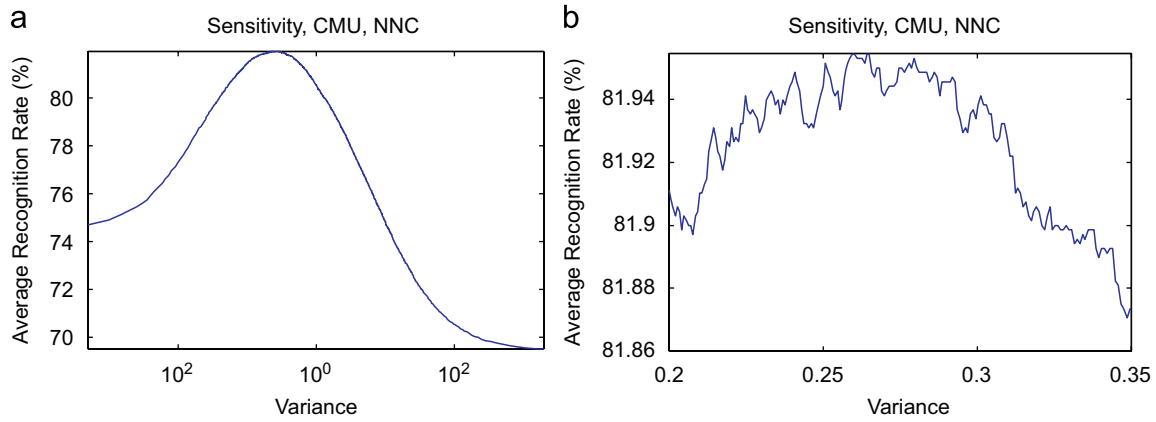 a
Sensitivity, CMU, NNC
Average Recognition Rate (%)
80
78
76
74
72
70
10²
10⁰
10²
Variance
b
Sensitivity, CMU, NNC
Average Recognition Rate (%)
81.94
81.92
81.9
81.88
81.86
0.2
0.25
0.3
0.35
Variance